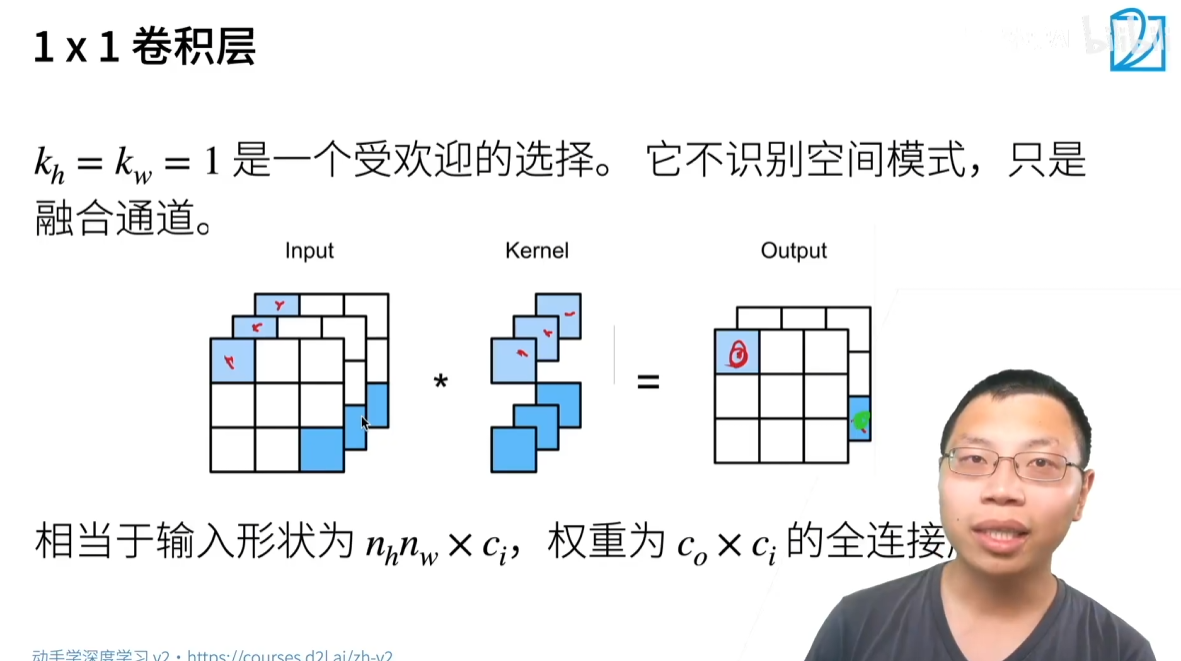 1 x 1 卷积层
bilibili
k_h = k_w = 1 是一个受欢迎的选择。 它不识别空间模式，只是
融合通道。
Input
Kernel
Output
*
=
相当于输入形状为 n_h n_w × c_i，权重为 c_o × c_i 的全连接
动手学深度学习 v2 · https://courses.d2l.ai/zh-v2